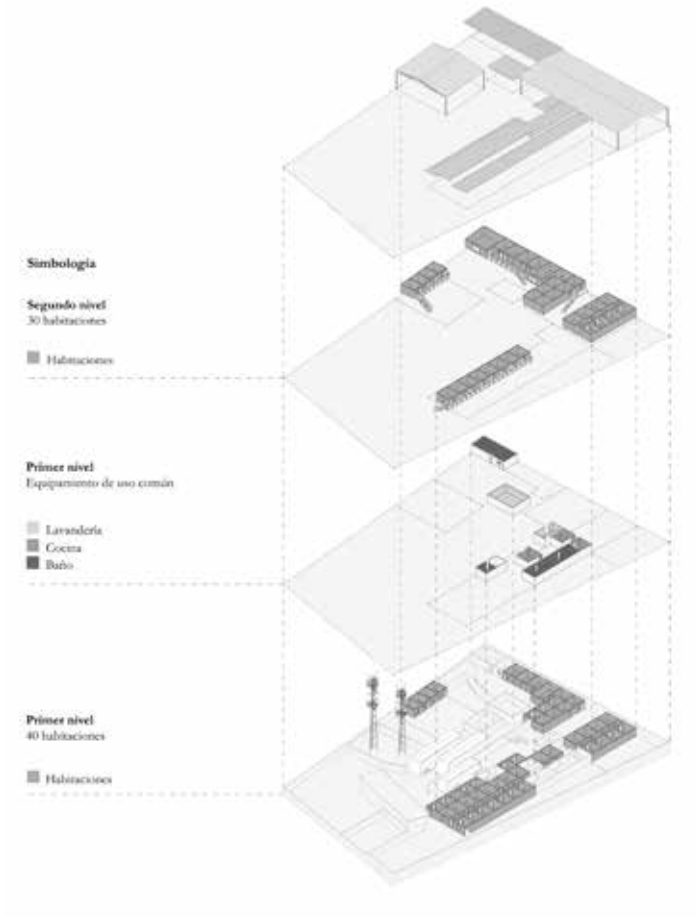 Simbología
Segundo nivel
30 habitaciones
Habitaciones
Primer nivel
Equipamiento de uso común
Lavandería
Cocina
Baño
Primer nivel
40 habitaciones
Habitaciones